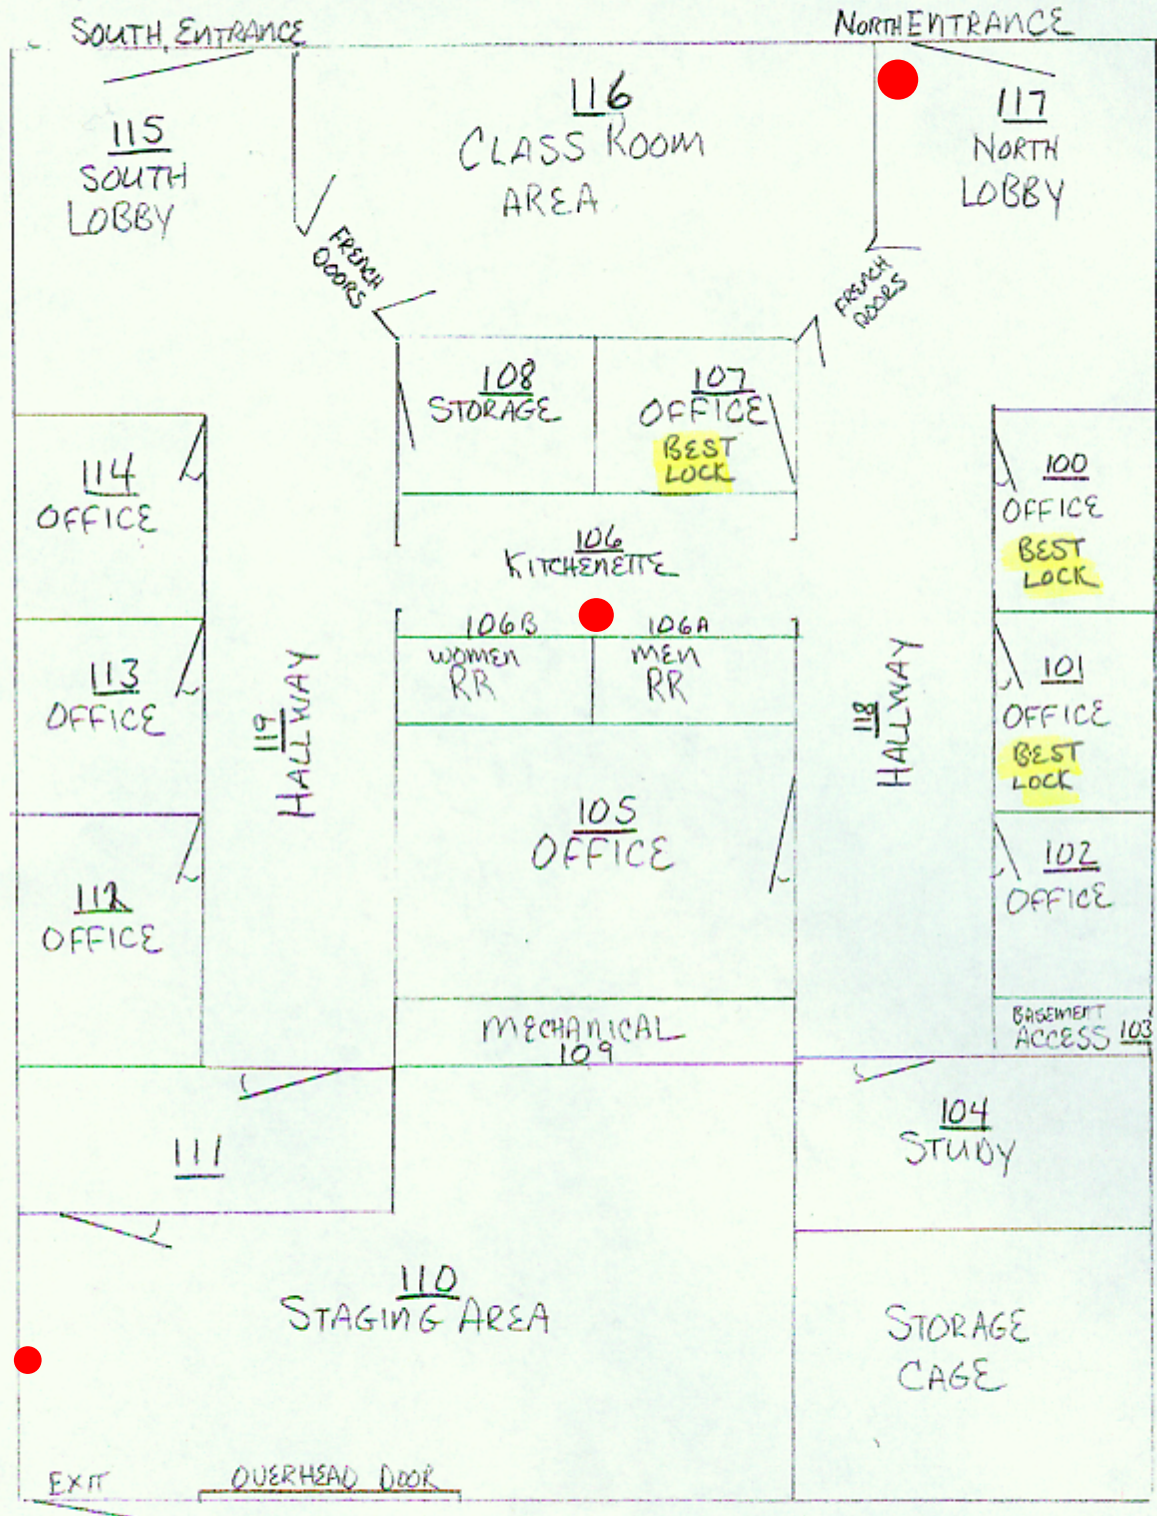 SOUTH ENTRANCE
NORTH ENTRANCE
115
SOUTH
LOBBY
116
CLASS ROOM
AREA
117
NORTH
LOBBY
FRENCH
DOORS
FRENCH
DOORS
108
STORAGE
107
OFFICE
BEST
LOCK
114
OFFICE
100
OFFICE
BEST
LOCK
106
KITCHENETTE
106B
WOMEN
RR
106A
MEN
RR
113
OFFICE
119
HALLWAY
118
HALLWAY
101
OFFICE
BEST
LOCK
105
OFFICE
112
OFFICE
102
OFFICE
MECHANICAL
109
BASEMENT
ACCESS 103
111
104
STUDY
110
STAGING AREA
STORAGE
CAGE
EXIT
OVERHEAD DOOR